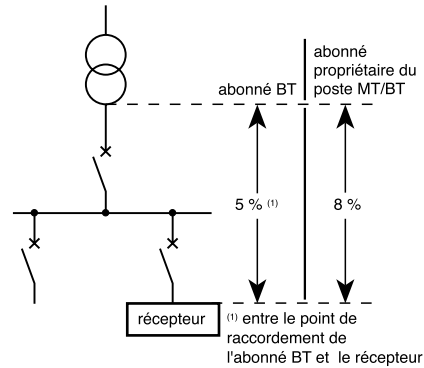 abonné
propriétaire du
abonné BT
poste MT/BT
5 % (1)
8 %
récepteur
(1) entre le point de
raccordement de
l'abonné BT et le récepteur